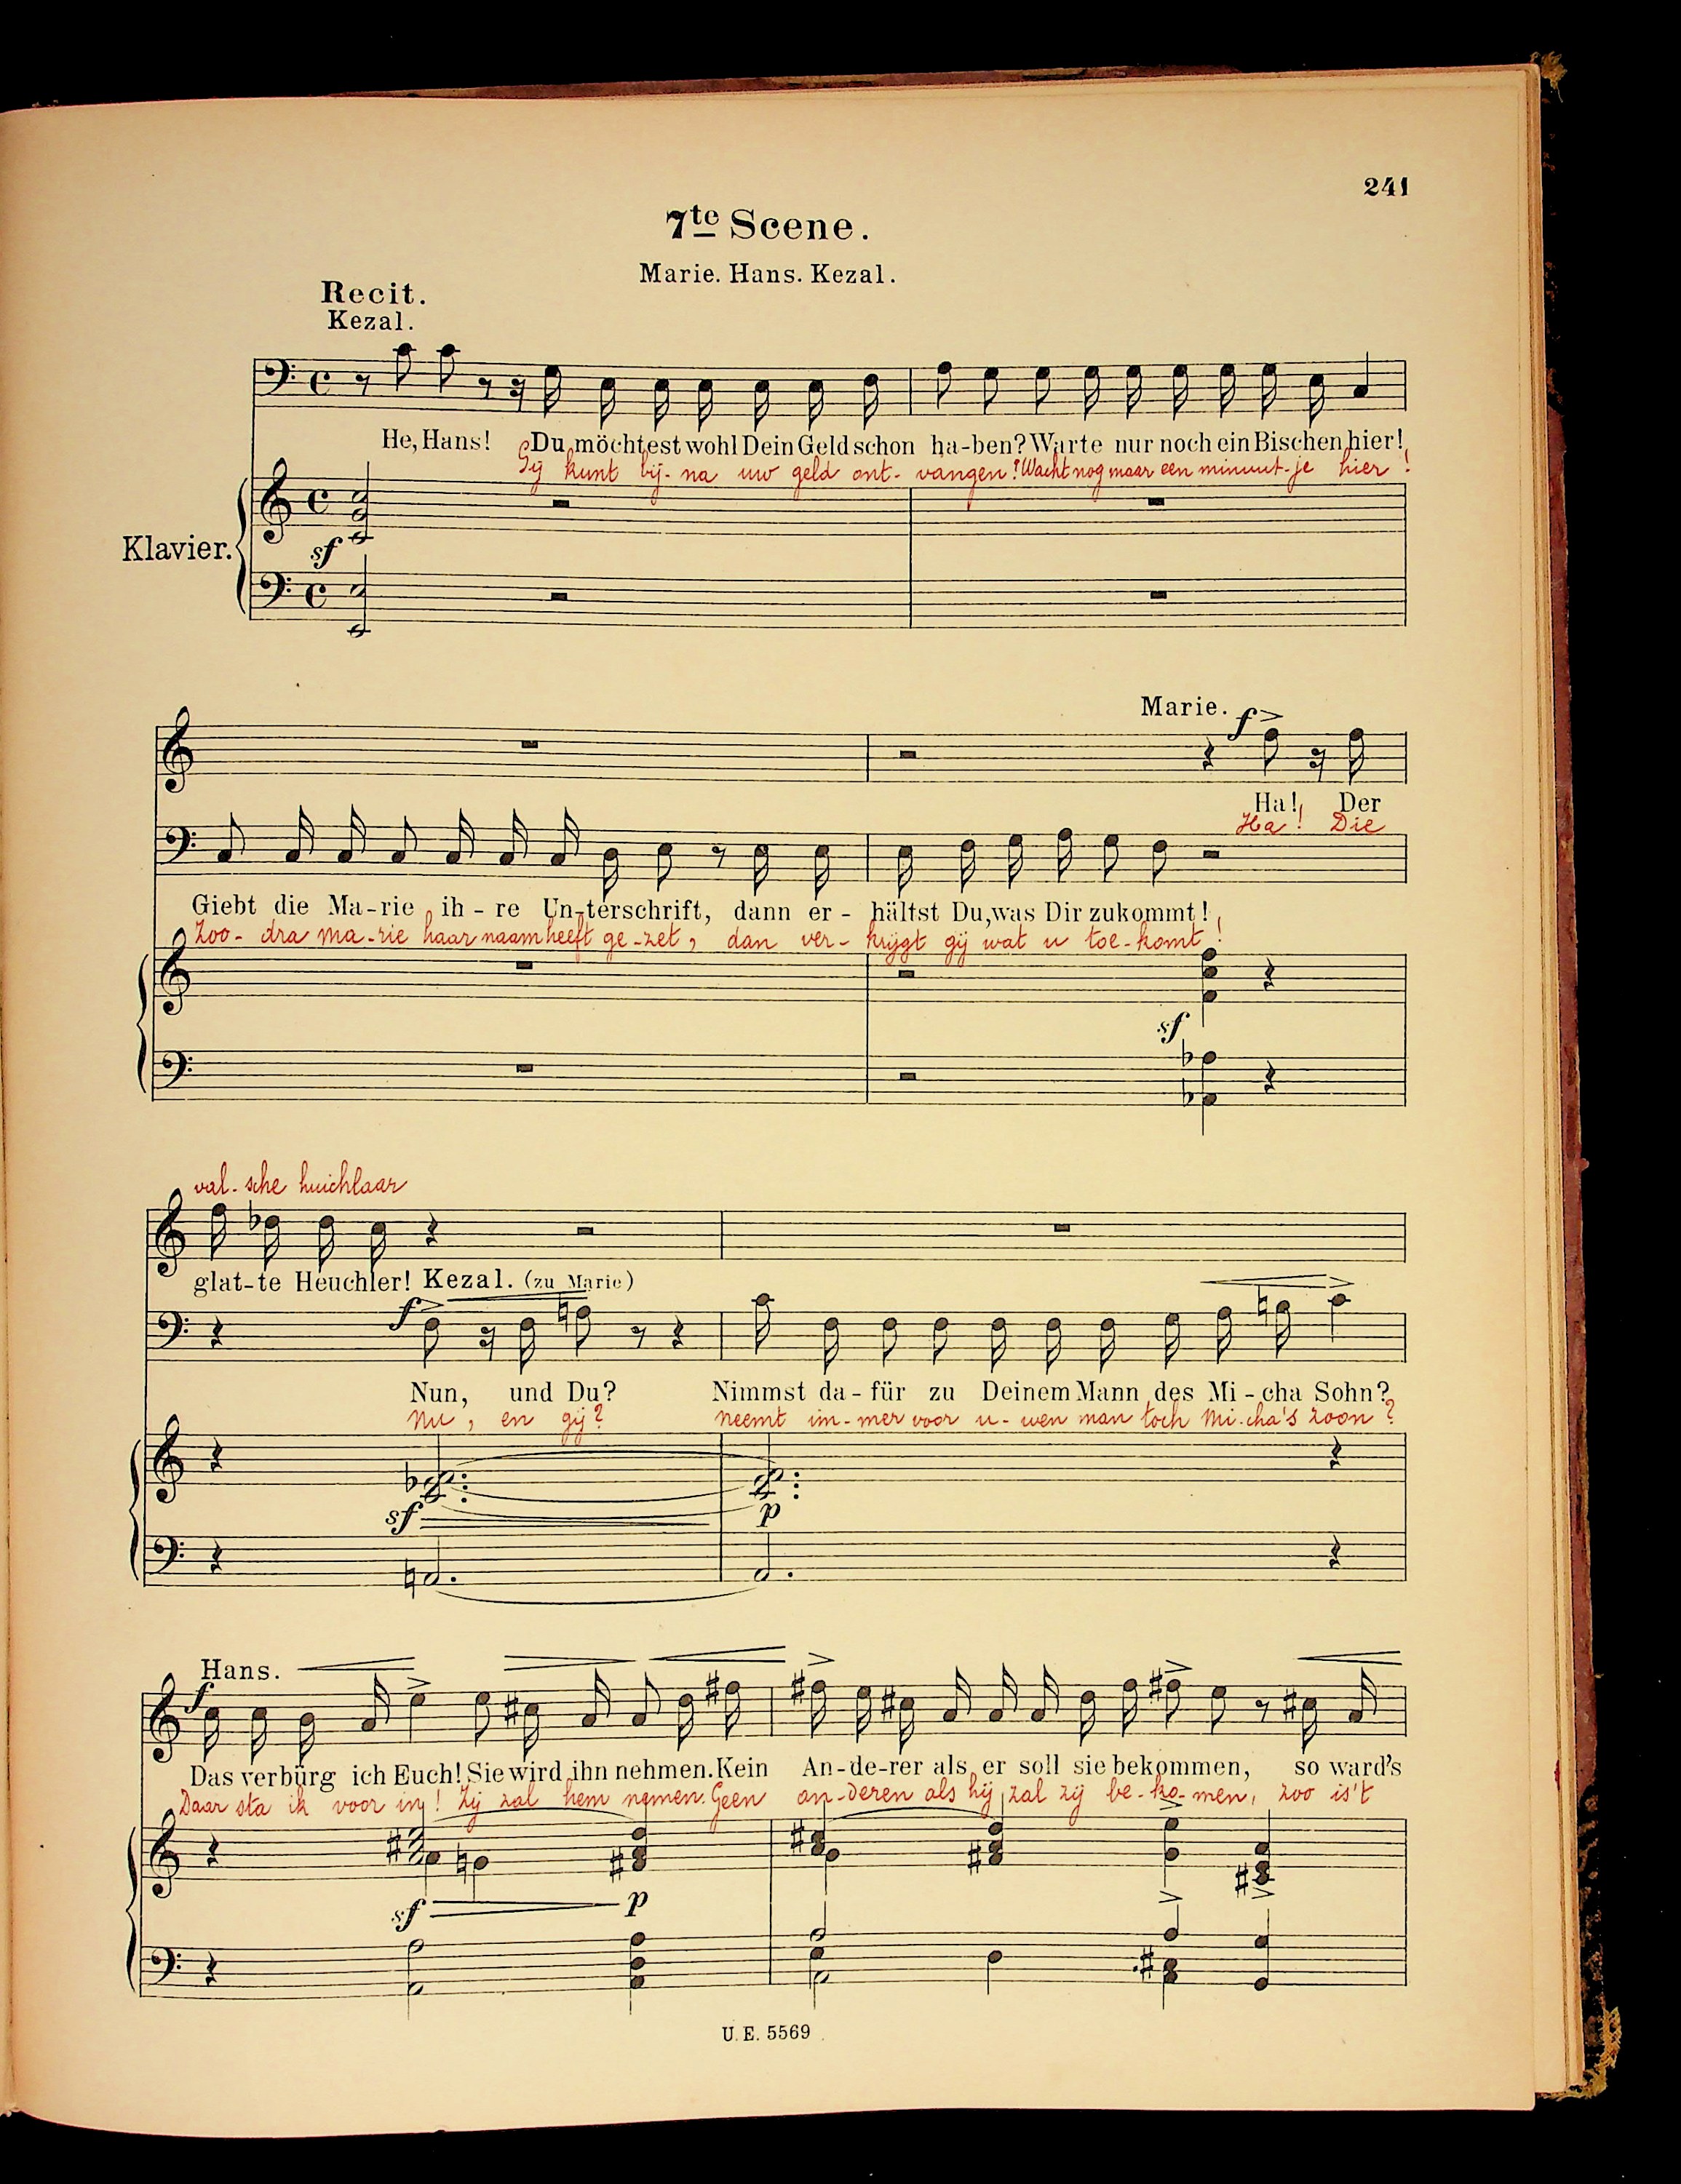 241
7te Scene.
Marie. Hans. Kezal.
Recit.
Kezal.
He, Hans! Du möchtest wohl Dein Geld schon ha-ben? Warte nur noch ein Bischen hier!
Gij kunt bij-na uw geld ont-vangen? Wacht nog maar een minuut-je hier!
Klavier.
sf
Marie.
f
Ha! Der
Ha! Die
Giebt die Ma-rie ih-re Un-terschrift, dann er-hältst Du, was Dir zukommt!
Zoo-dra ma-rie haar naam heeft ge-zet, dan ver-krijgt gij wat u toe-komt!
sf
val-sche huichlaar
glat-te Heuchler! Kezal. (zu Marie)
f
Nun, und Du? Nimmst da-für zu Deinem Mann des Mi-cha Sohn?
Nu, en gij? neemt im-mer voor u-wen man toch Mi-cha's zoon?
sf p
Hans.
f
Das verbürg ich Euch! Sie wird ihn nehmen. Kein An-de-rer als er soll sie bekommen, so ward's
Daar sta ik voor in! Zij zal hem nemen. Geen an-deren als hij zal zij be-ko-men, zoo is't
sf p
U. E. 5569